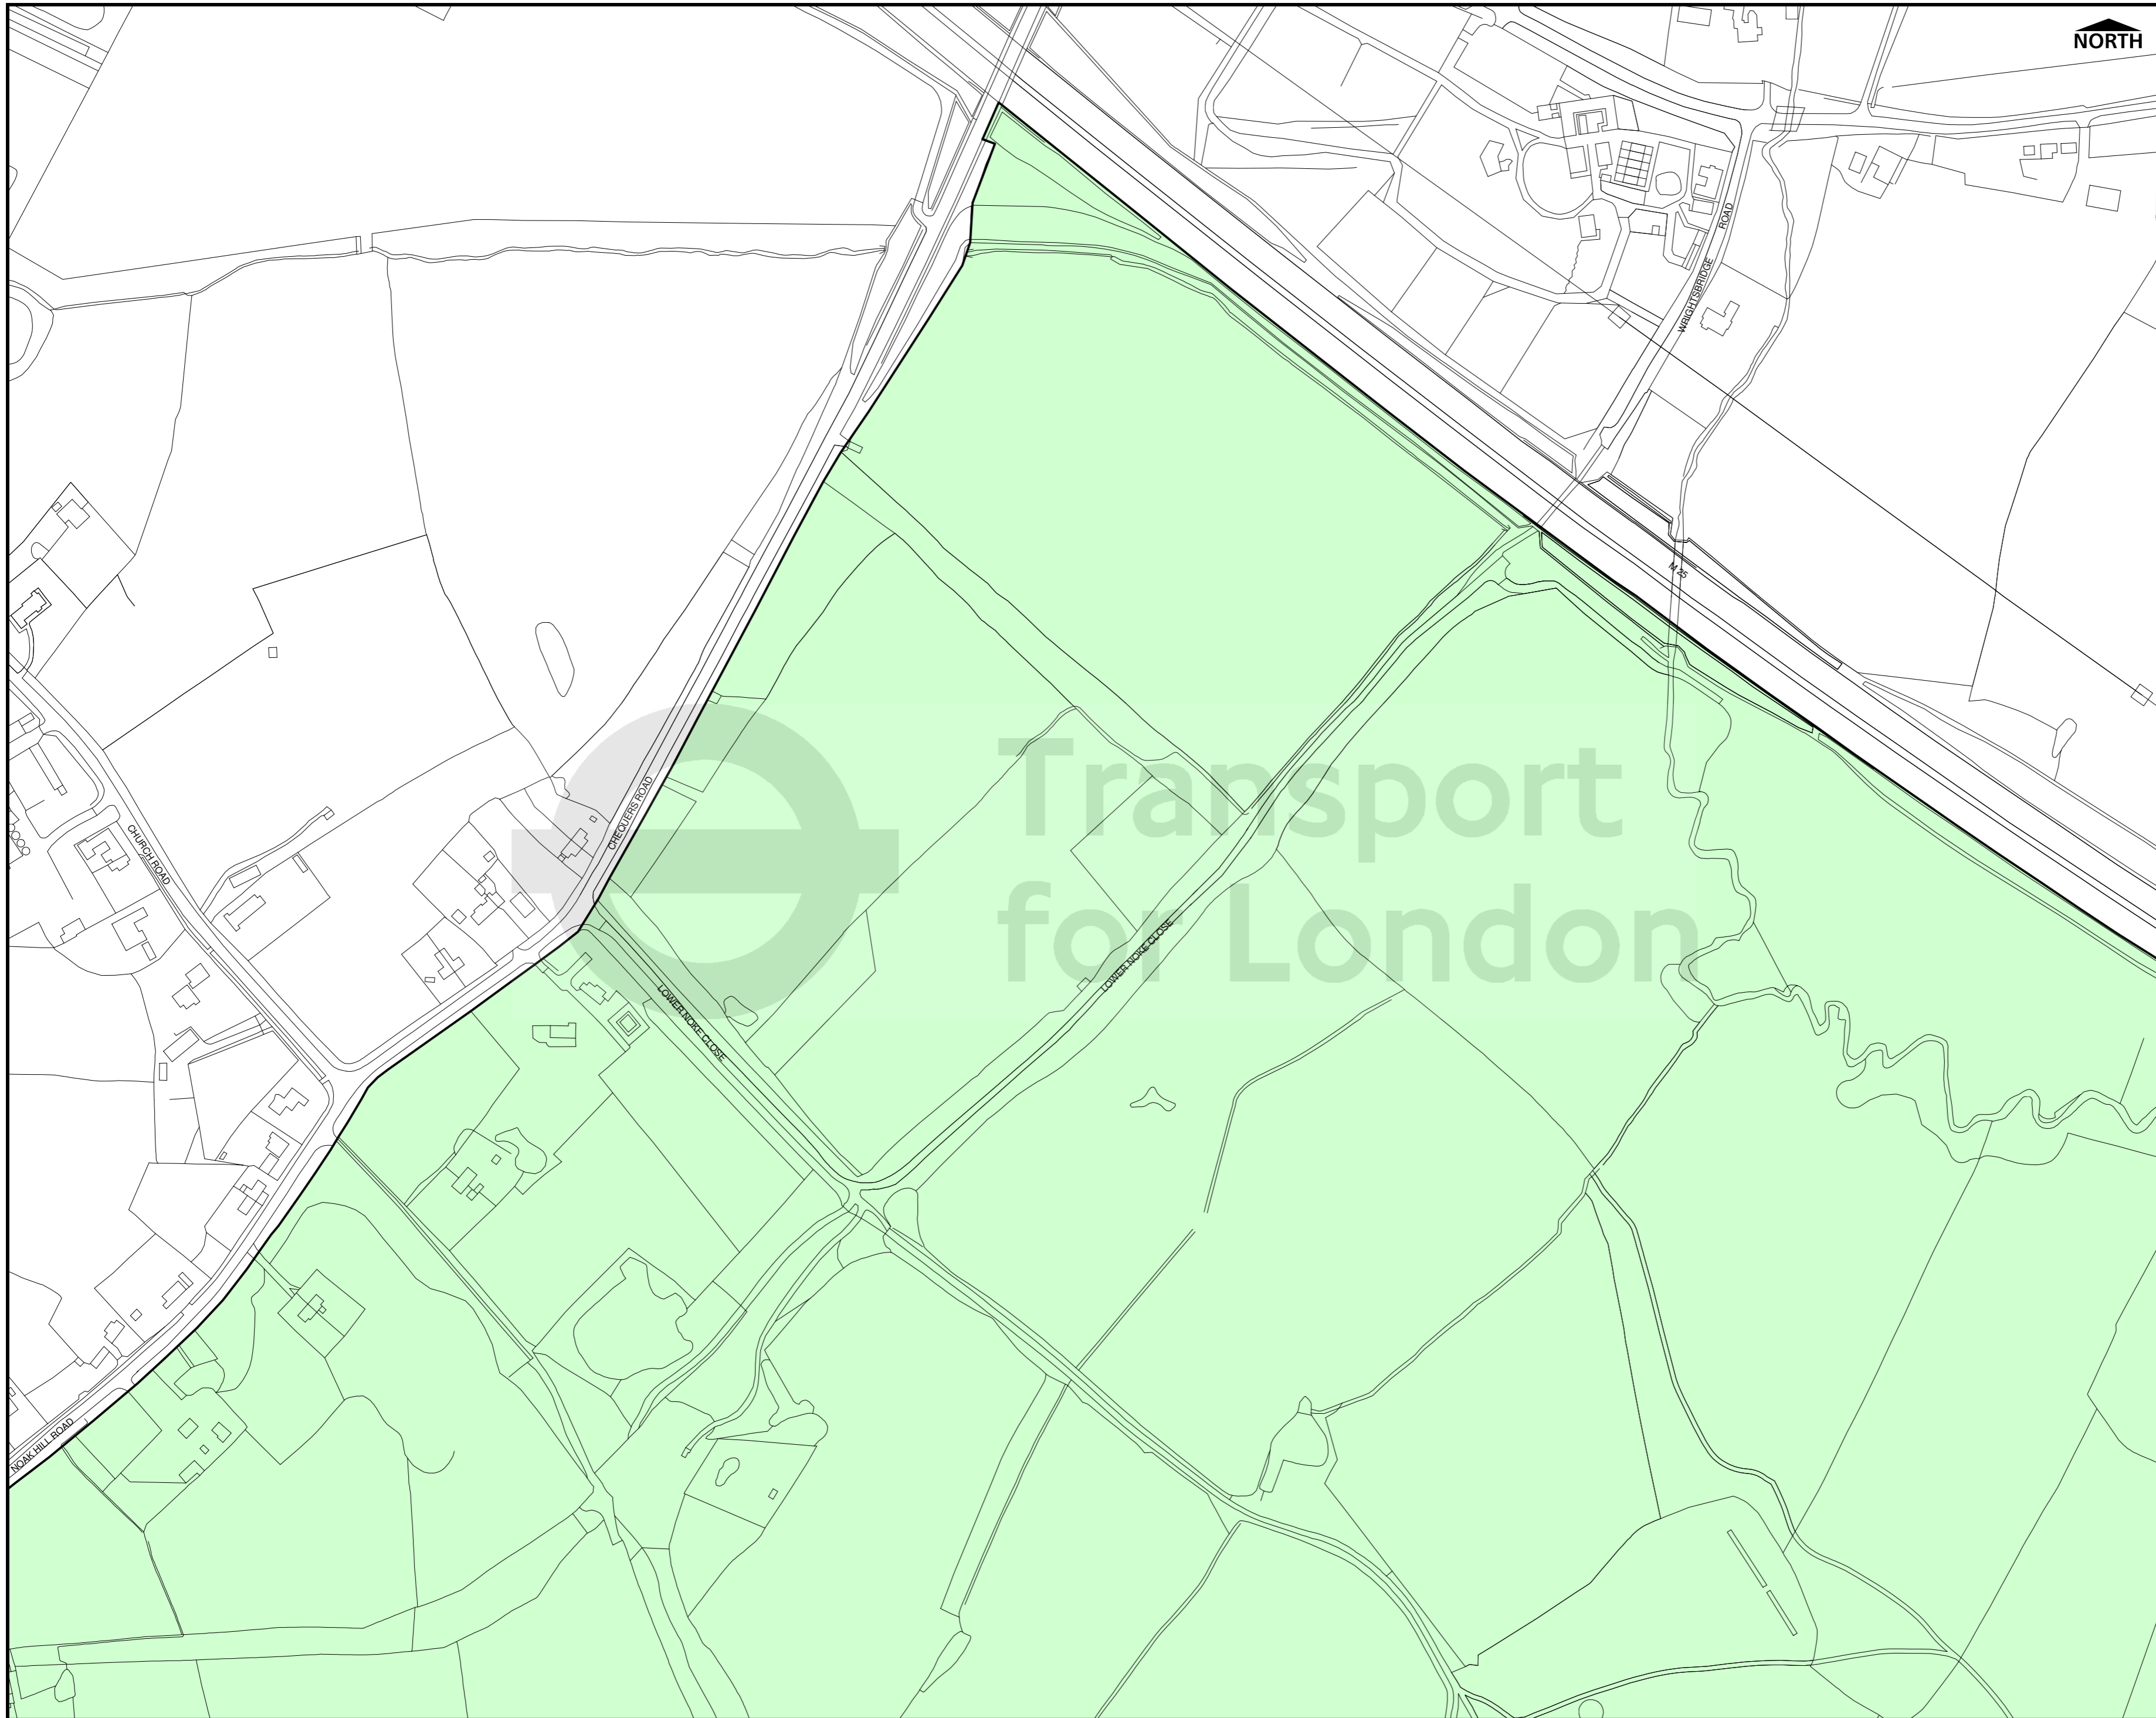 NORTH
WRIGHTSBRIDGE ROAD
M 25
CHEQUERS ROAD
CHURCH ROAD
Transport
for London
LOWER NOKE CLOSE
LOWER NOKE CLOSE
NOAK HILL ROAD